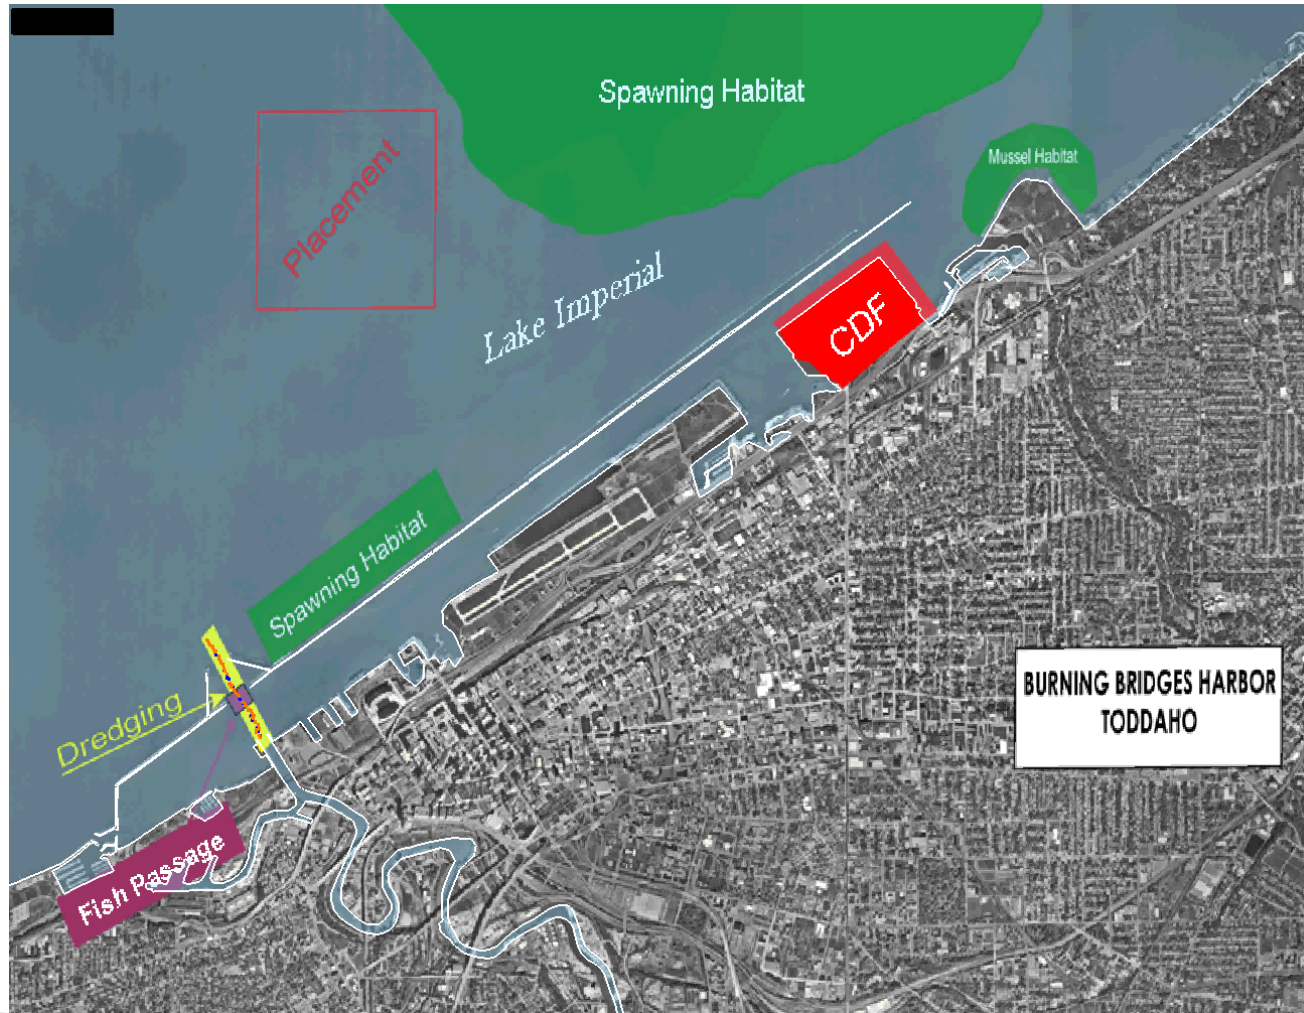 Spawning Habitat
Mussel Habitat
Placement
Lake Imperial
CDF
Spawning Habitat
Dredging
BURNING BRIDGES HARBOR
TODDAHO
Fish Passage